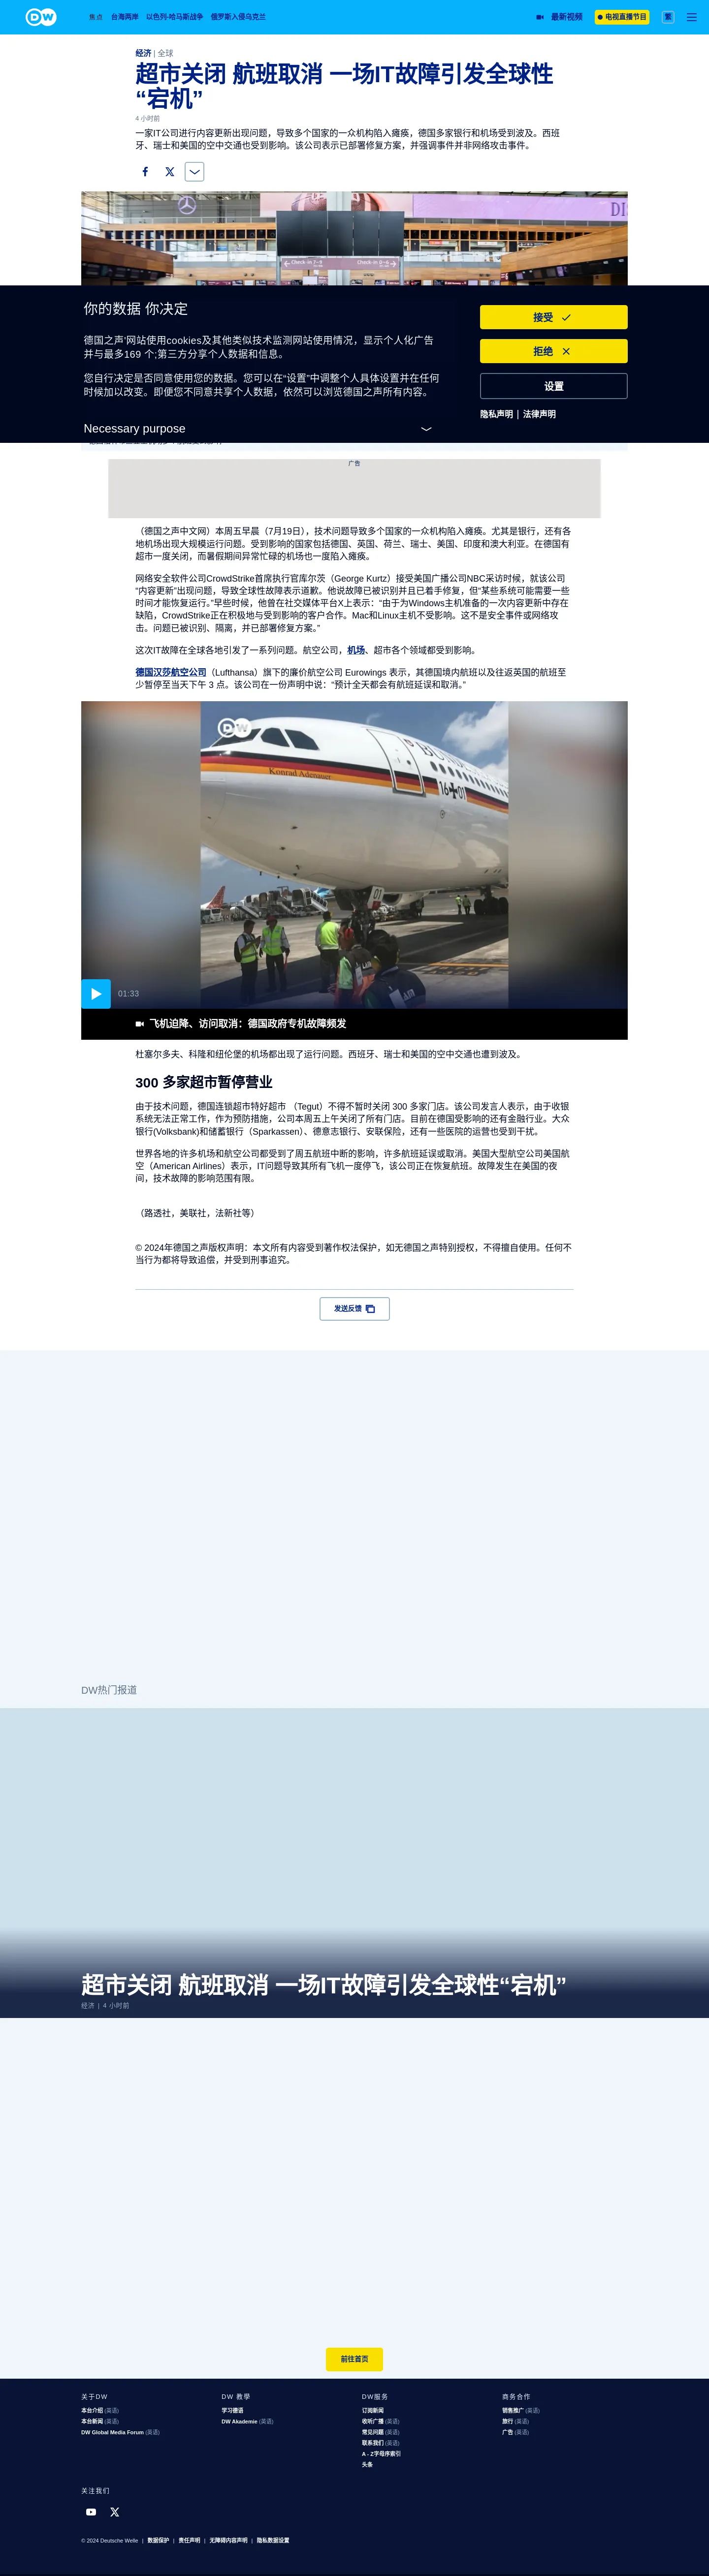 DW
焦点 台海两岸 以色列-哈马斯战争 俄罗斯入侵乌克兰
最新视频 电视直播节目 繁
经济 | 全球
超市关闭 航班取消 一场IT故障引发全球性
“宕机”
4 小时前
一家IT公司进行内容更新出现问题，导致多个国家的一众机构陷入瘫痪，德国多家银行和机场受到波及。西班
牙、瑞士和美国的空中交通也受到影响。该公司表示已部署修复方案，并强调事件并非网络攻击事件。
Check-in 7-8
你的数据 你决定
德国之声'网站使用cookies及其他类似技术监测网站使用情况，显示个人化广告
并与最多169 个;第三方分享个人数据和信息。
您自行决定是否同意使用您的数据。您可以在“设置”中调整个人具体设置并在任何
时候加以改变。即便您不同意共享个人数据，依然可以浏览德国之声所有内容。
Necessary purpose
接受
拒绝
设置
隐私声明 | 法律声明
广告
（德国之声中文网）本周五早晨（7月19日），技术问题导致多个国家的一众机构陷入瘫痪。尤其是银行，还有各
地机场出现大规模运行问题。受到影响的国家包括德国、英国、荷兰、瑞士、美国、印度和澳大利亚。在德国有
超市一度关闭，而暑假期间异常忙碌的机场也一度陷入瘫痪。
网络安全软件公司CrowdStrike首席执行官库尔茨（George Kurtz）接受美国广播公司NBC采访时候，就该公司
“内容更新”出现问题，导致全球性故障表示道歉。他说故障已被识别并且已着手修复，但“某些系统可能需要一些
时间才能恢复运行。”早些时候，他曾在社交媒体平台X上表示：“由于为Windows主机准备的一次内容更新中存在
缺陷，CrowdStrike正在积极地与受到影响的客户合作。Mac和Linux主机不受影响。这不是安全事件或网络攻
击。问题已被识别、隔离，并已部署修复方案。”
这次IT故障在全球各地引发了一系列问题。航空公司，机场、超市各个领域都受到影响。
德国汉莎航空公司（Lufthansa）旗下的廉价航空公司 Eurowings 表示，其德国境内航班以及往返英国的航班至
少暂停至当天下午 3 点。该公司在一份声明中说：“预计全天都会有航班延误和取消。”
DW
Konrad Adenauer
16 01
01
01:33
飞机迫降、访问取消：德国政府专机故障频发
杜塞尔多夫、科隆和纽伦堡的机场都出现了运行问题。西班牙、瑞士和美国的空中交通也遭到波及。
300 多家超市暂停营业
由于技术问题，德国连锁超市特好超市 （Tegut）不得不暂时关闭 300 多家门店。该公司发言人表示，由于收银
系统无法正常工作，作为预防措施，公司本周五上午关闭了所有门店。目前在德国受影响的还有金融行业。大众
银行(Volksbank)和储蓄银行（Sparkassen）、德意志银行、安联保险，还有一些医院的运营也受到干扰。
世界各地的许多机场和航空公司都受到了周五航班中断的影响，许多航班延误或取消。美国大型航空公司美国航
空（American Airlines）表示，IT问题导致其所有飞机一度停飞，该公司正在恢复航班。故障发生在美国的夜
间，技术故障的影响范围有限。
（路透社，美联社，法新社等）
© 2024年德国之声版权声明：本文所有内容受到著作权法保护，如无德国之声特别授权，不得擅自使用。任何不
当行为都将导致追偿，并受到刑事追究。
发送反馈
DW热门报道
超市关闭 航班取消 一场IT故障引发全球性“宕机”
经济 | 4 小时前
前往首页
关于DW
本台介绍 (英语)
本台新闻 (英语)
DW Global Media Forum (英语)
DW 教学
学习德语
DW Akademie (英语)
DW服务
订阅新闻
收听广播 (英语)
常见问题 (英语)
联系我们 (英语)
A - Z字母序索引
头条
商务合作
销售推广 (英语)
旅行 (英语)
广告 (英语)
关注我们
© 2024 Deutsche Welle | 数据保护 | 责任声明 | 无障碍内容声明 | 隐私数据设置